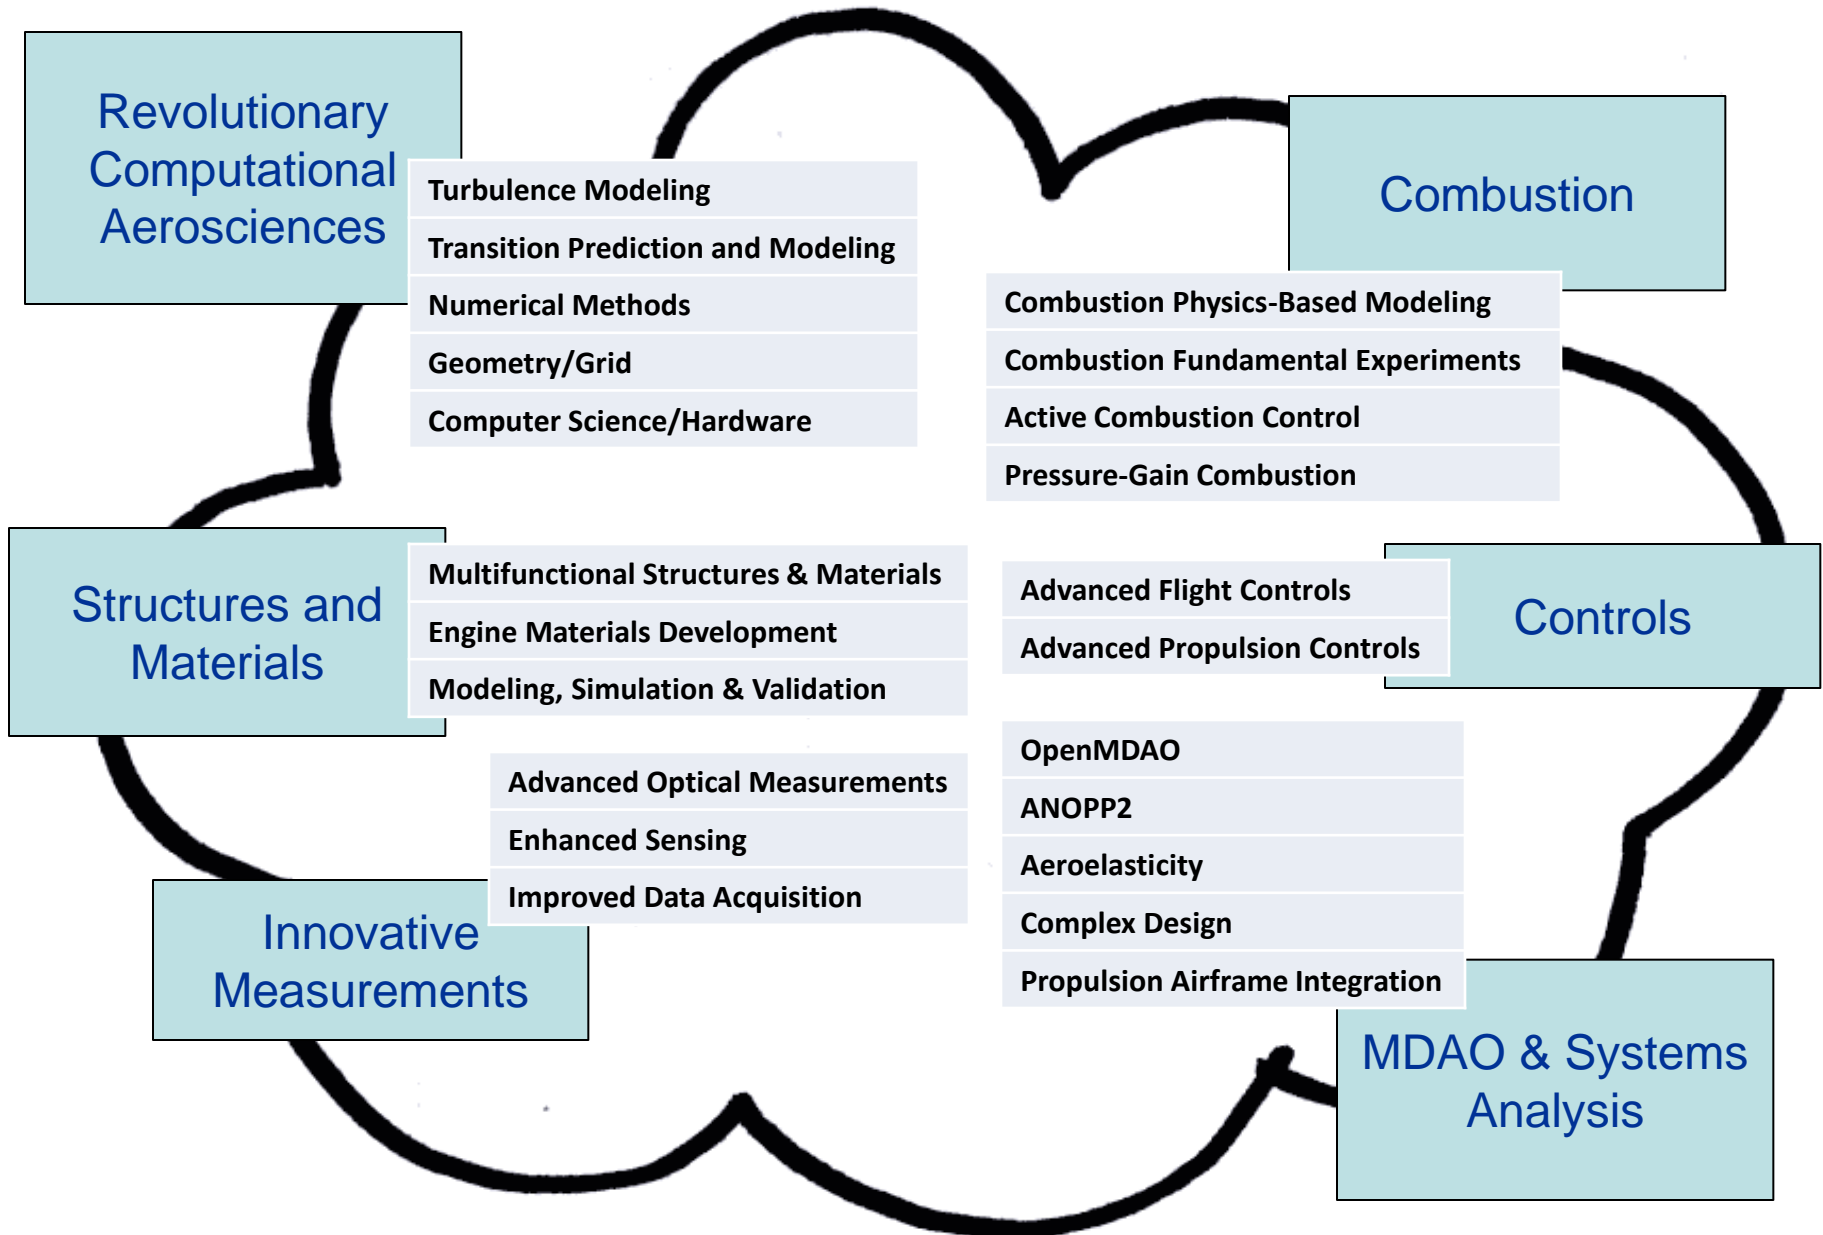 Revolutionary
Computational
Aerosciences
Turbulence Modeling
Transition Prediction and Modeling
Numerical Methods
Geometry/Grid
Computer Science/Hardware
Combustion
Combustion Physics-Based Modeling
Combustion Fundamental Experiments
Active Combustion Control
Pressure-Gain Combustion
Structures and
Materials
Multifunctional Structures & Materials
Engine Materials Development
Modeling, Simulation & Validation
Controls
Advanced Flight Controls
Advanced Propulsion Controls
Innovative
Measurements
Advanced Optical Measurements
Enhanced Sensing
Improved Data Acquisition
OpenMDAO
ANOPP2
Aeroelasticity
Complex Design
Propulsion Airframe Integration
MDAO & Systems
Analysis